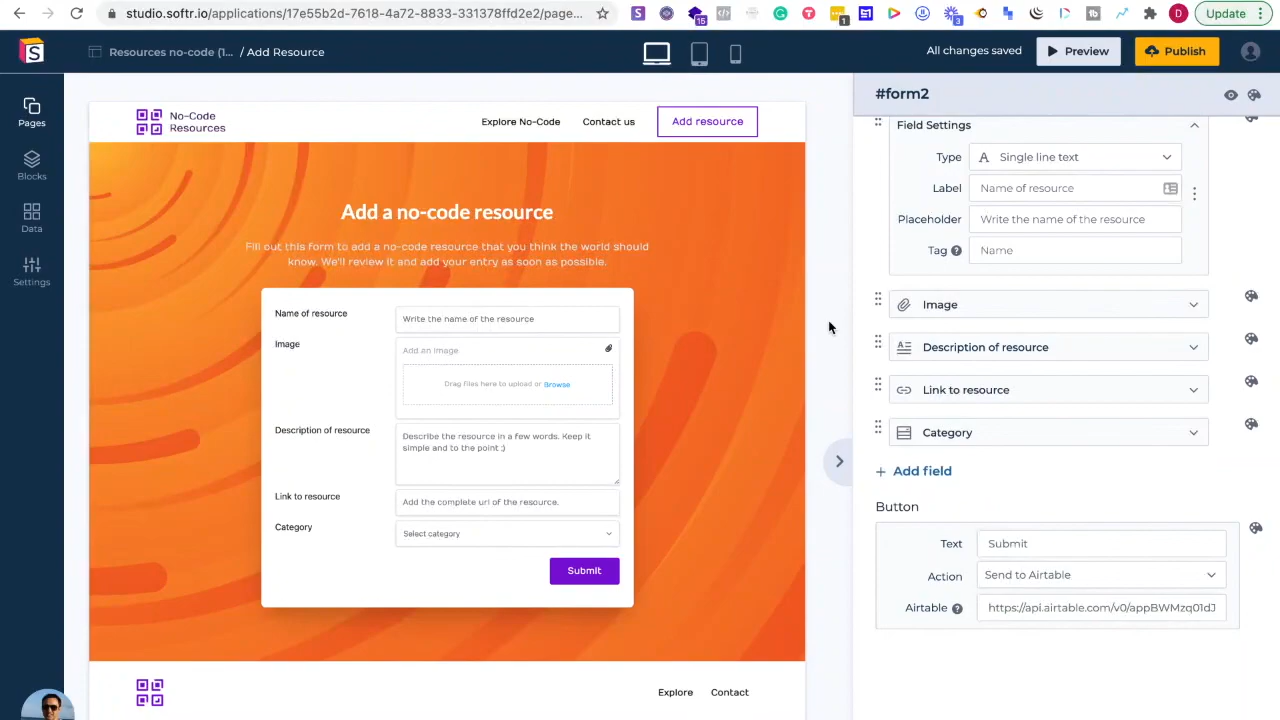 studio.softr.io/applications/17e55b2d-7618-4a72-8833-331378ffd2e2/page...
15
1
3
D
Update
S
Resources no-code (1... / Add Resource
All changes saved
Preview
Publish
#form2
Pages
Blocks
Data
Settings
No-Code
Resources
Explore No-Code
Contact us
Add resource
Add a no-code resource
Fill out this form to add a no-code resource that you think the world should
know. We'll review it and add your entry as soon as possible.
Name of resource
Write the name of the resource
Image
Add an image
Drag files here to upload or Browse
Description of resource
Describe the resource in a few words. Keep it
simple and to the point ;)
Link to resource
Add the complete url of the resource.
Category
Select category
Submit
Explore
Contact
Field Settings
Type
Single line text
Label
Name of resource
Placeholder
Write the name of the resource
Tag
Name
Image
Description of resource
Link to resource
Category
+ Add field
Button
Text
Submit
Action
Send to Airtable
Airtable
https://api.airtable.com/v0/appBWMzq01dJ